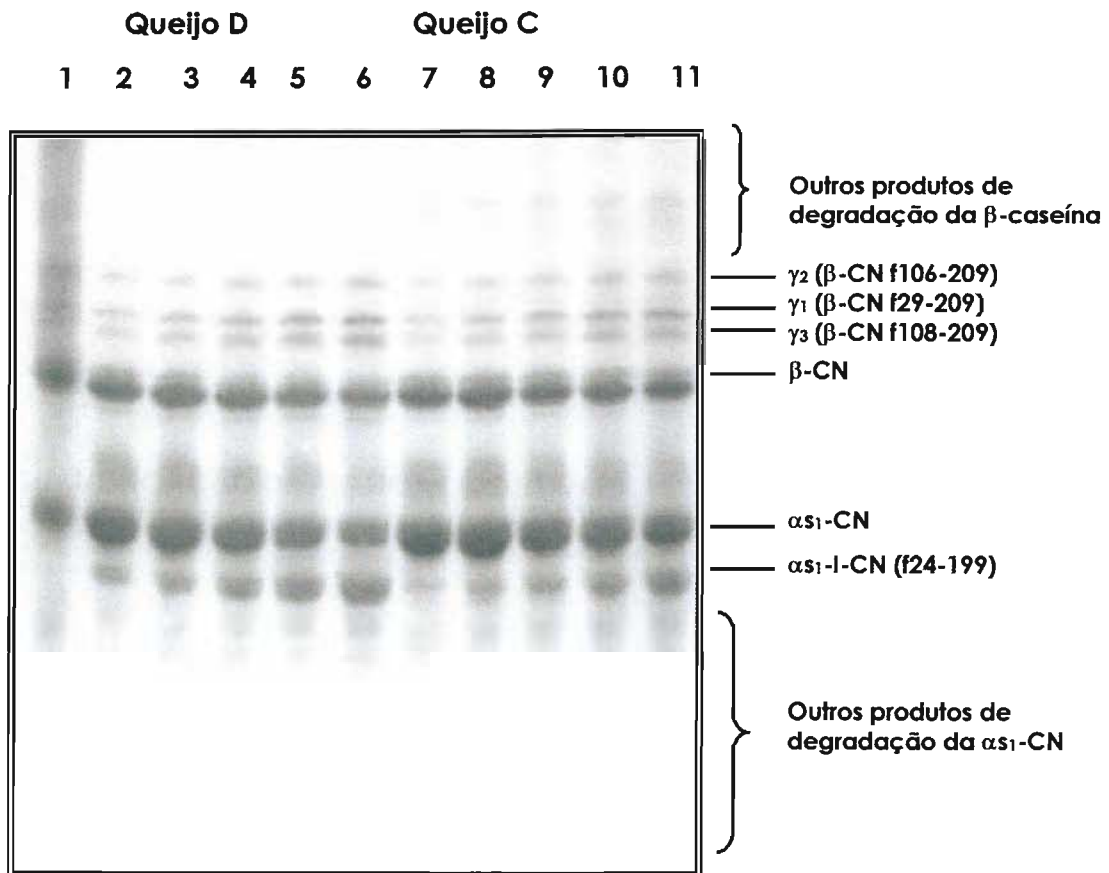 Queijo D Queijo C
1 2 3 4 5 6 7 8 9 10 11
Outros produtos de
degradação da β-caseína
γ2 (β-CN f106-209)
γ1 (β-CN f29-209)
γ3 (β-CN f108-209)
β-CN
αs1-CN
αs1-I-CN (f24-199)
Outros produtos de
degradação da αs1-CN